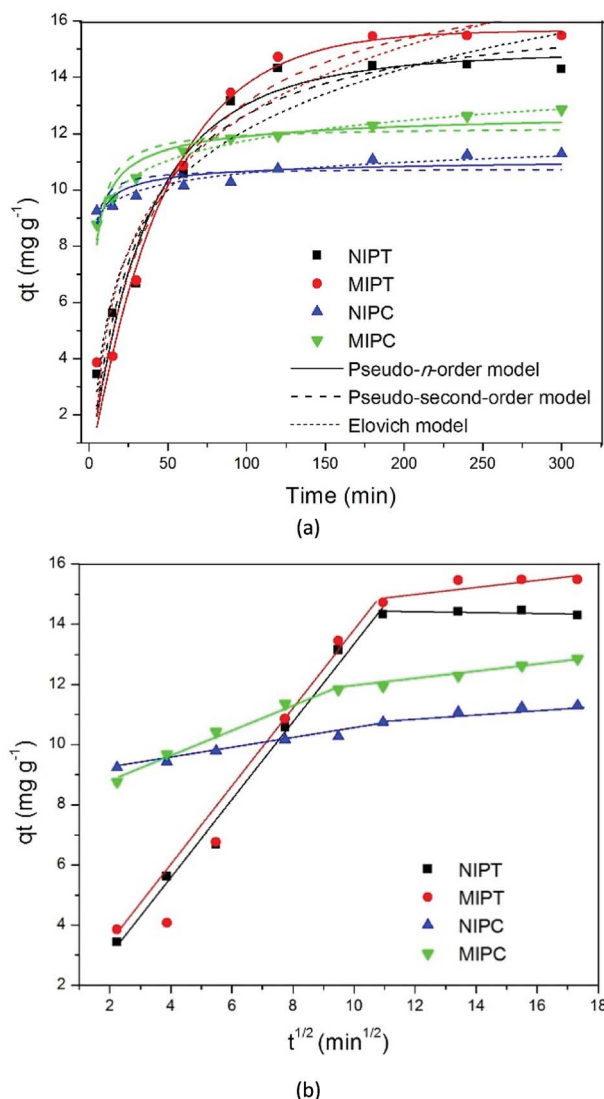 16
14
12
10
8
6
4
2
qt (mg g⁻¹)
NIPT
MIPT
NIPC
MIPC
Pseudo-n-order model
Pseudo-second-order model
Elovich model
0 50 100 150 200 250 300
Time (min)
(a)
16
14
12
10
8
6
4
2
qt (mg g⁻¹)
NIPT
MIPT
NIPC
MIPC
0 2 4 6 8 10 12 14 16 18
t^1/2 (min^1/2)
(b)